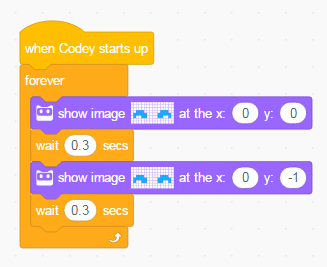 when Codey starts up
forever
show image at the x: 0 y: 0
wait 0.3 secs
show image at the x: 0 y: -1
wait 0.3 secs